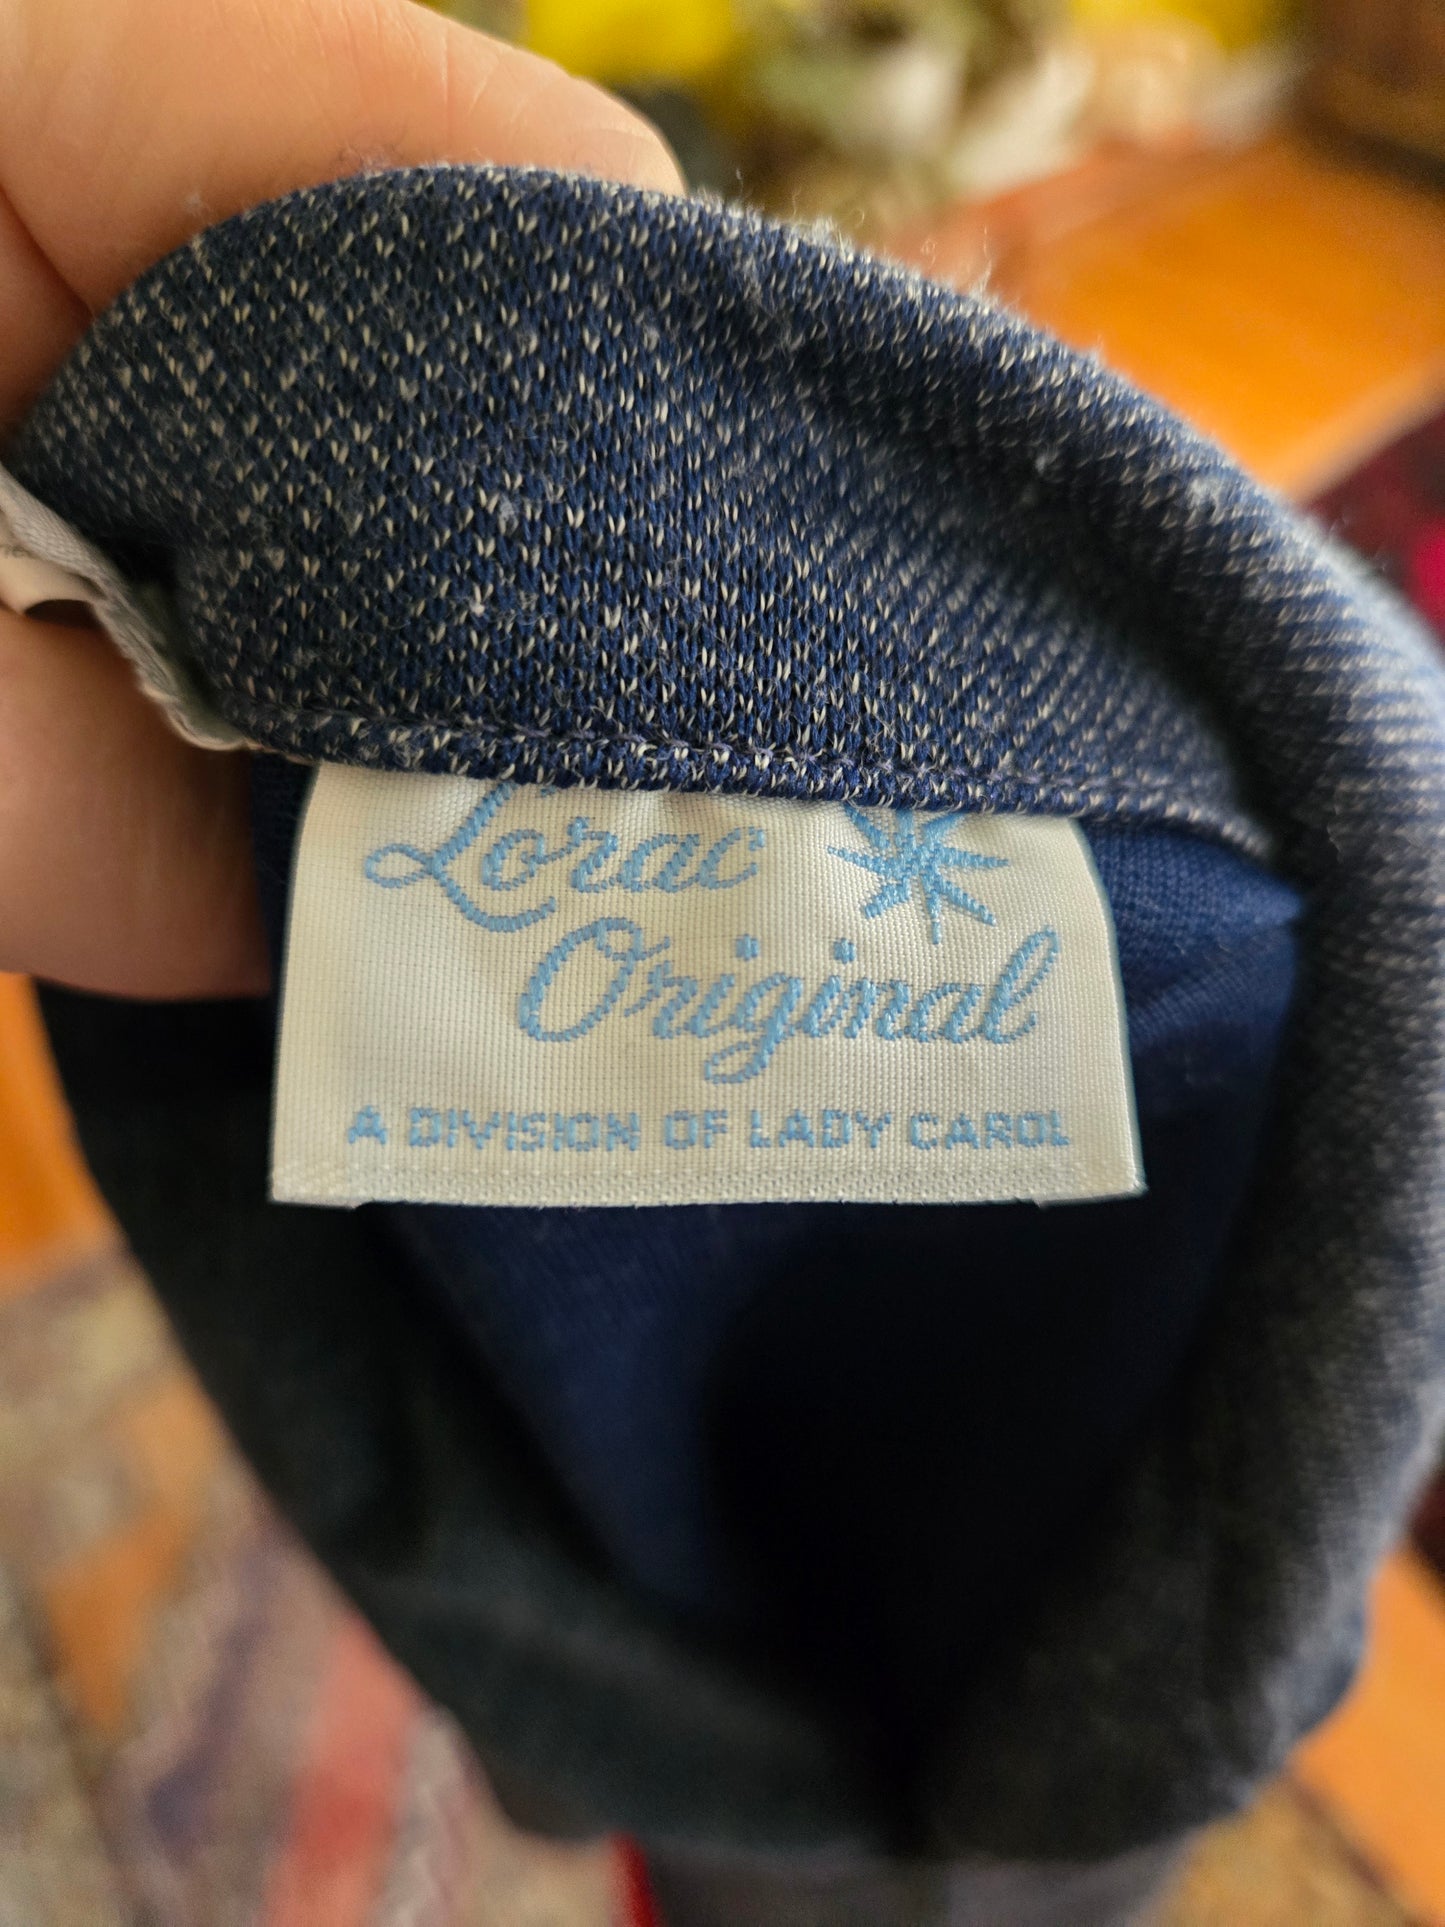 Lorac
Original
A DIVISION OF LADY CAROL